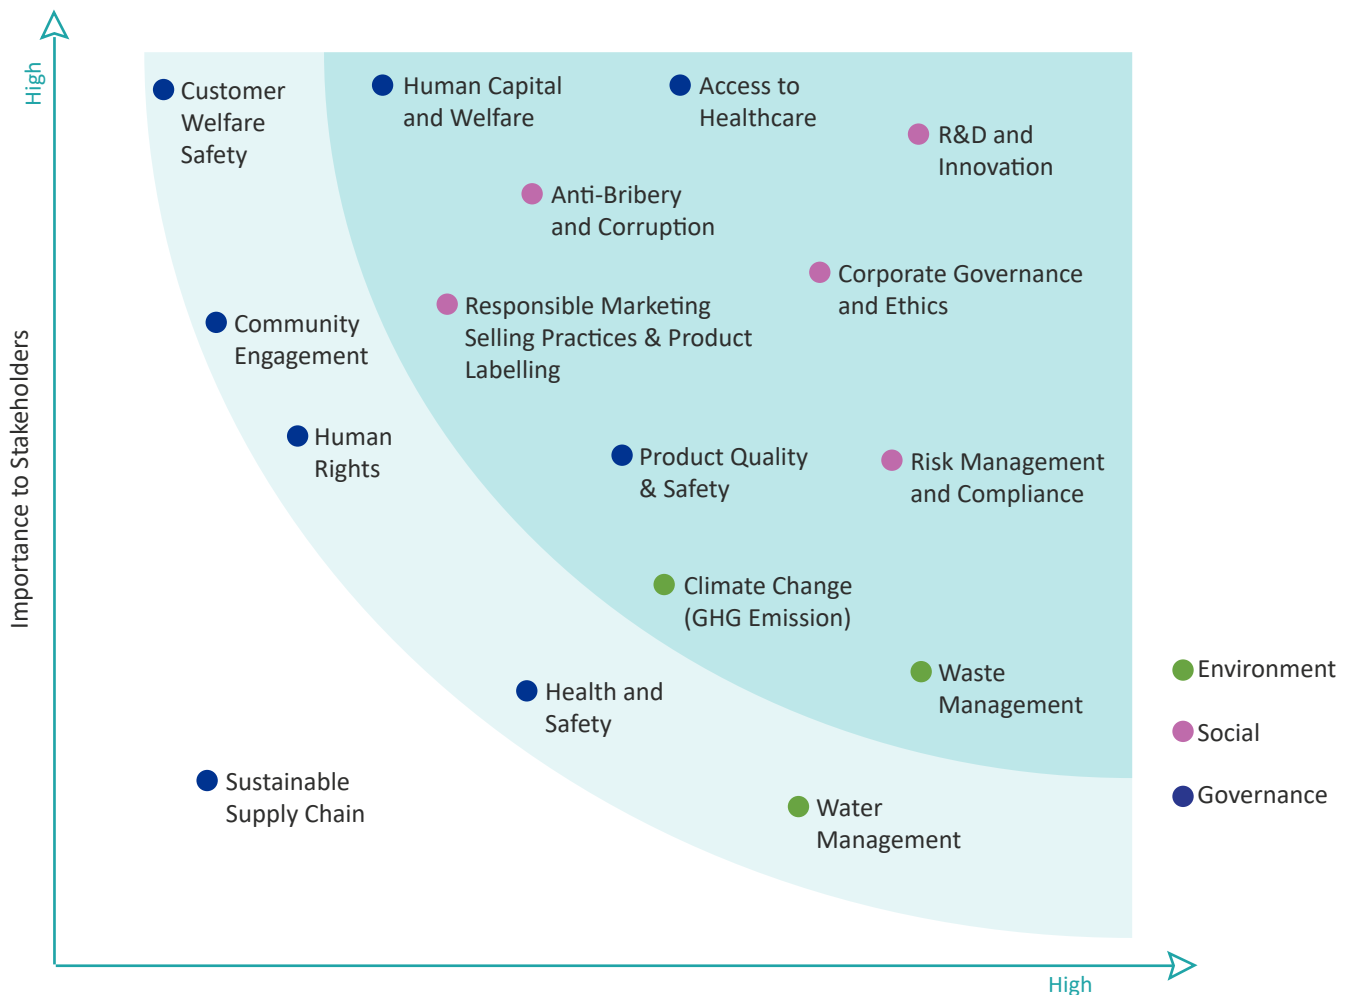 High
Importance to Stakeholders
Customer
Welfare
Safety
Human Capital
and Welfare
Access to
Healthcare
R&D and
Innovation
Anti-Bribery
and Corruption
Corporate Governance
and Ethics
Responsible Marketing
Selling Practices & Product
Labelling
Community
Engagement
Human
Rights
Product Quality
& Safety
Risk Management
and Compliance
Climate Change
(GHG Emission)
Waste
Management
Health and
Safety
Sustainable
Supply Chain
Water
Management
Environment
Social
Governance
High